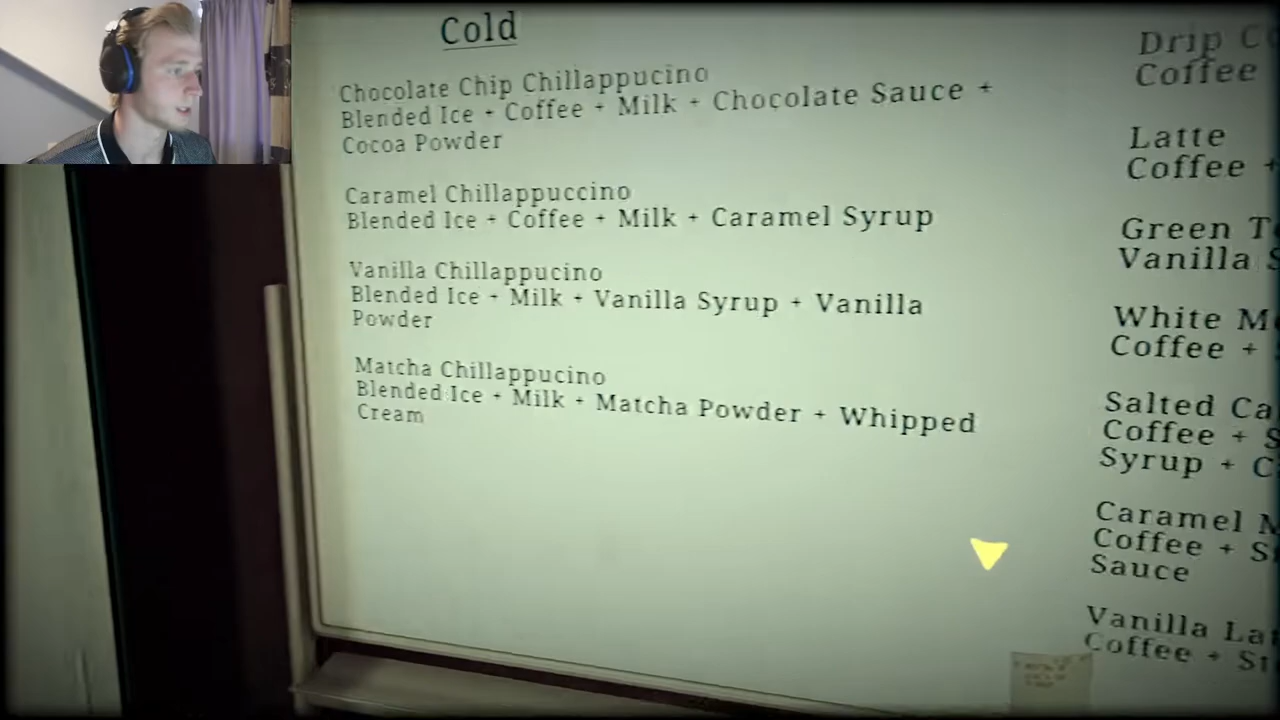 Cold
Chocolate Chip Chillappucino
Blended Ice + Coffee + Milk + Chocolate Sauce +
Cocoa Powder
Caramel Chillappuccino
Blended Ice + Coffee + Milk + Caramel Syrup
Vanilla Chillappucino
Blended Ice + Milk + Vanilla Syrup + Vanilla
Powder
Matcha Chillappucino
Blended Ice + Milk + Matcha Powder + Whipped
Cream
Drip
Coffee
Latte
Coffee +
Green
Vanilla
White
Coffee +
Salted
Coffee +
Syrup +
Caramel
Coffee +
Sauce
Vanilla
Coffee +